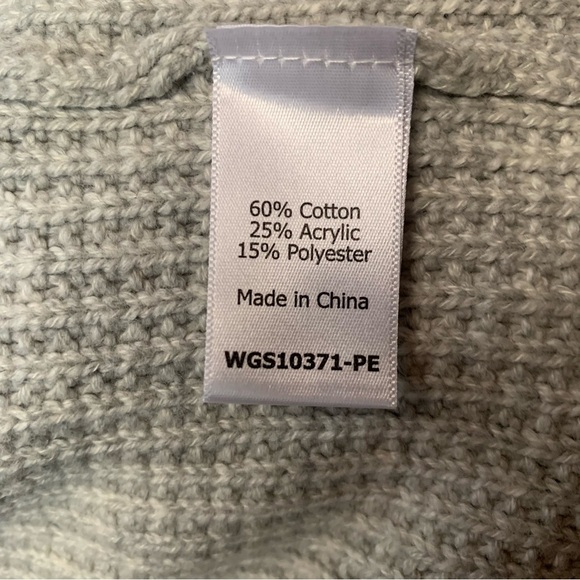 60% Cotton
25% Acrylic
15% Polyester
Made in China
WGS10371-PE